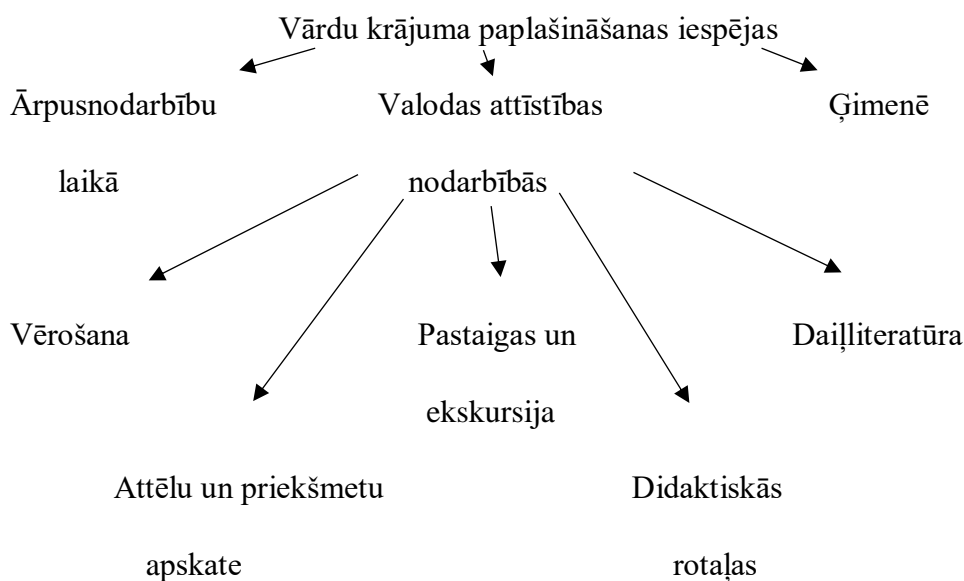 Vārdu krājuma paplašināšanas iespējas
Ārpusnodarbību Valodas attīstības Ģimenē
laikā nodarbībās
Vērošana Pastaigas un Daiļliteratūra
ekskursija
Attēlu un priekšmetu Didaktiskās
apskate rotaļas